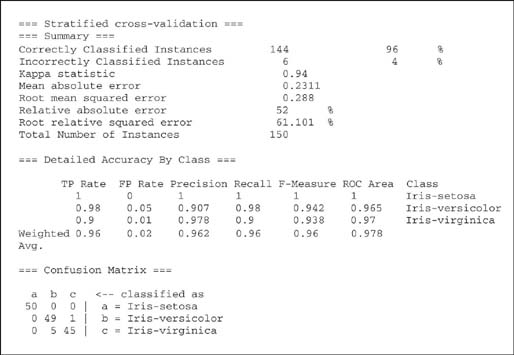 === Stratified cross-validation ===
=== Summary ===
Correctly Classified Instances 144 96 %
Incorrectly Classified Instances 6 4 %
Kappa statistic 0.94
Mean absolute error 0.2311
Root mean squared error 0.288
Relative absolute error 52 %
Root relative squared error 61.101 %
Total Number of Instances 150
=== Detailed Accuracy By Class ===
TP Rate FP Rate Precision Recall F-Measure ROC Area Class
1 0 1 1 1 1 Iris-setosa
0.98 0.05 0.907 0.98 0.942 0.965 Iris-versicolor
0.9 0.01 0.978 0.9 0.938 0.97 Iris-virginica
Weighted 0.96 0.02 0.962 0.96 0.96 0.978
Avg.
=== Confusion Matrix ===
a b c <-- classified as
50 0 0 | a = Iris-setosa
0 49 1 | b = Iris-versicolor
0 5 45 | c = Iris-virginica